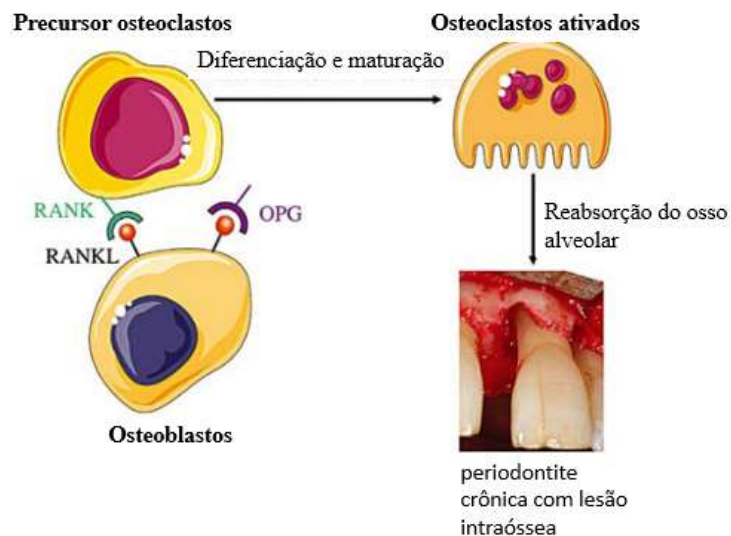 Precursor osteoclastos
Osteoclastos ativados
Diferenciação e maturação
RANK
OPG
RANKL
Reabsorção do osso
alveolar
Osteoblastos
periodontite
crônica com lesão
intraóssea